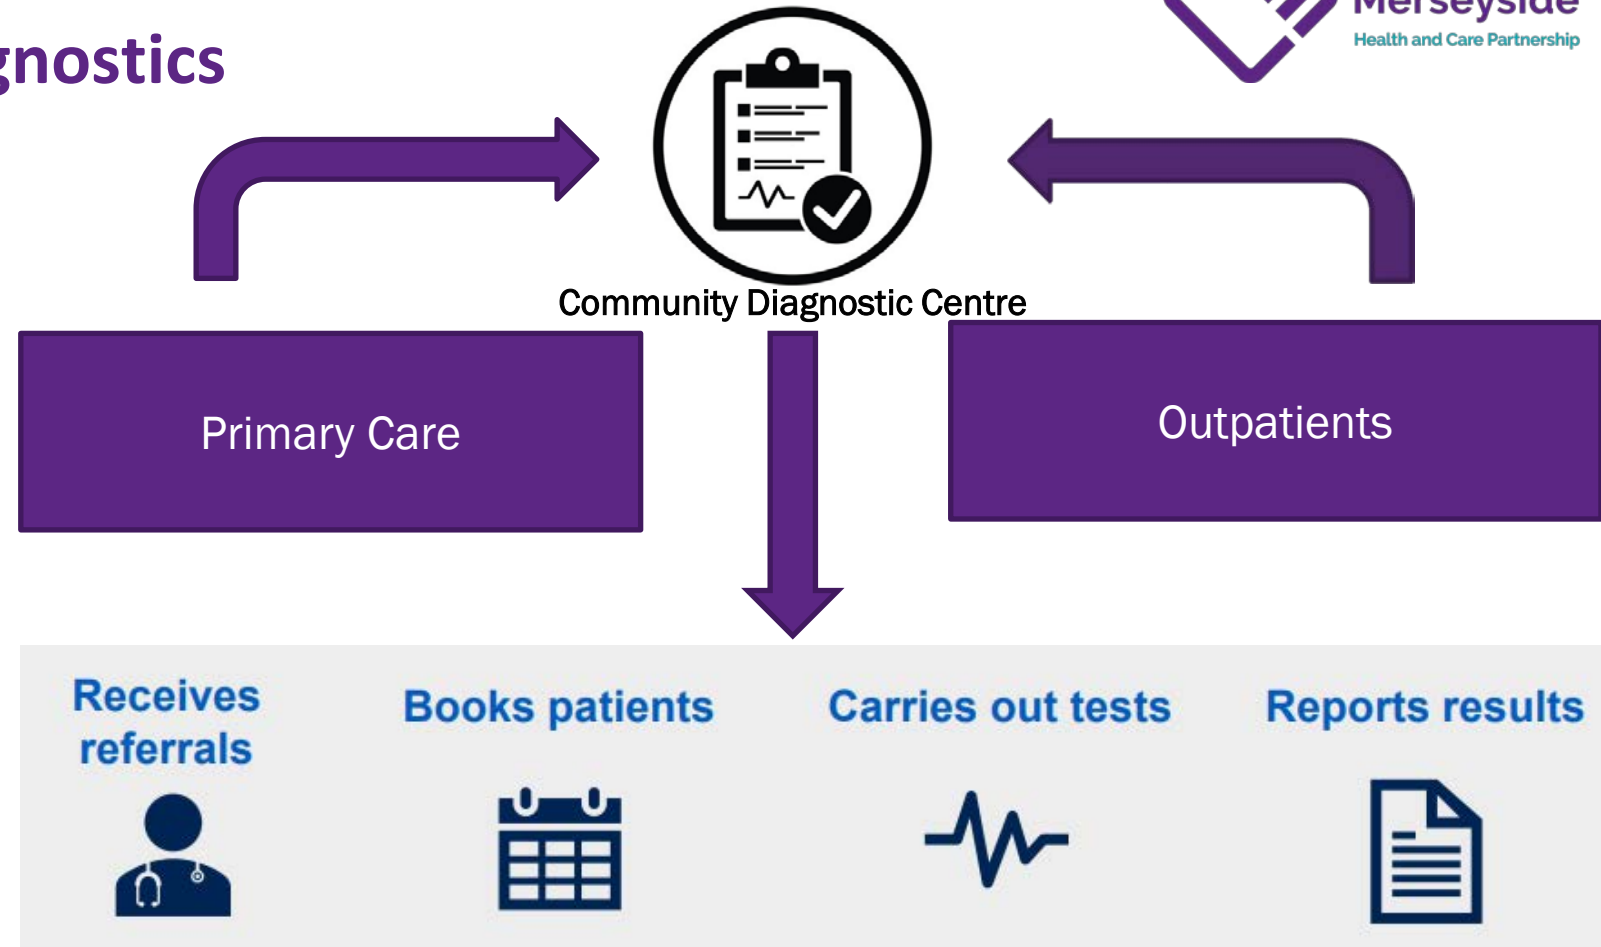 gnostics
Merseyside
Health and Care Partnership
Community Diagnostic Centre
Primary Care
Outpatients
Receives
referrals
Books patients
Carries out tests
Reports results